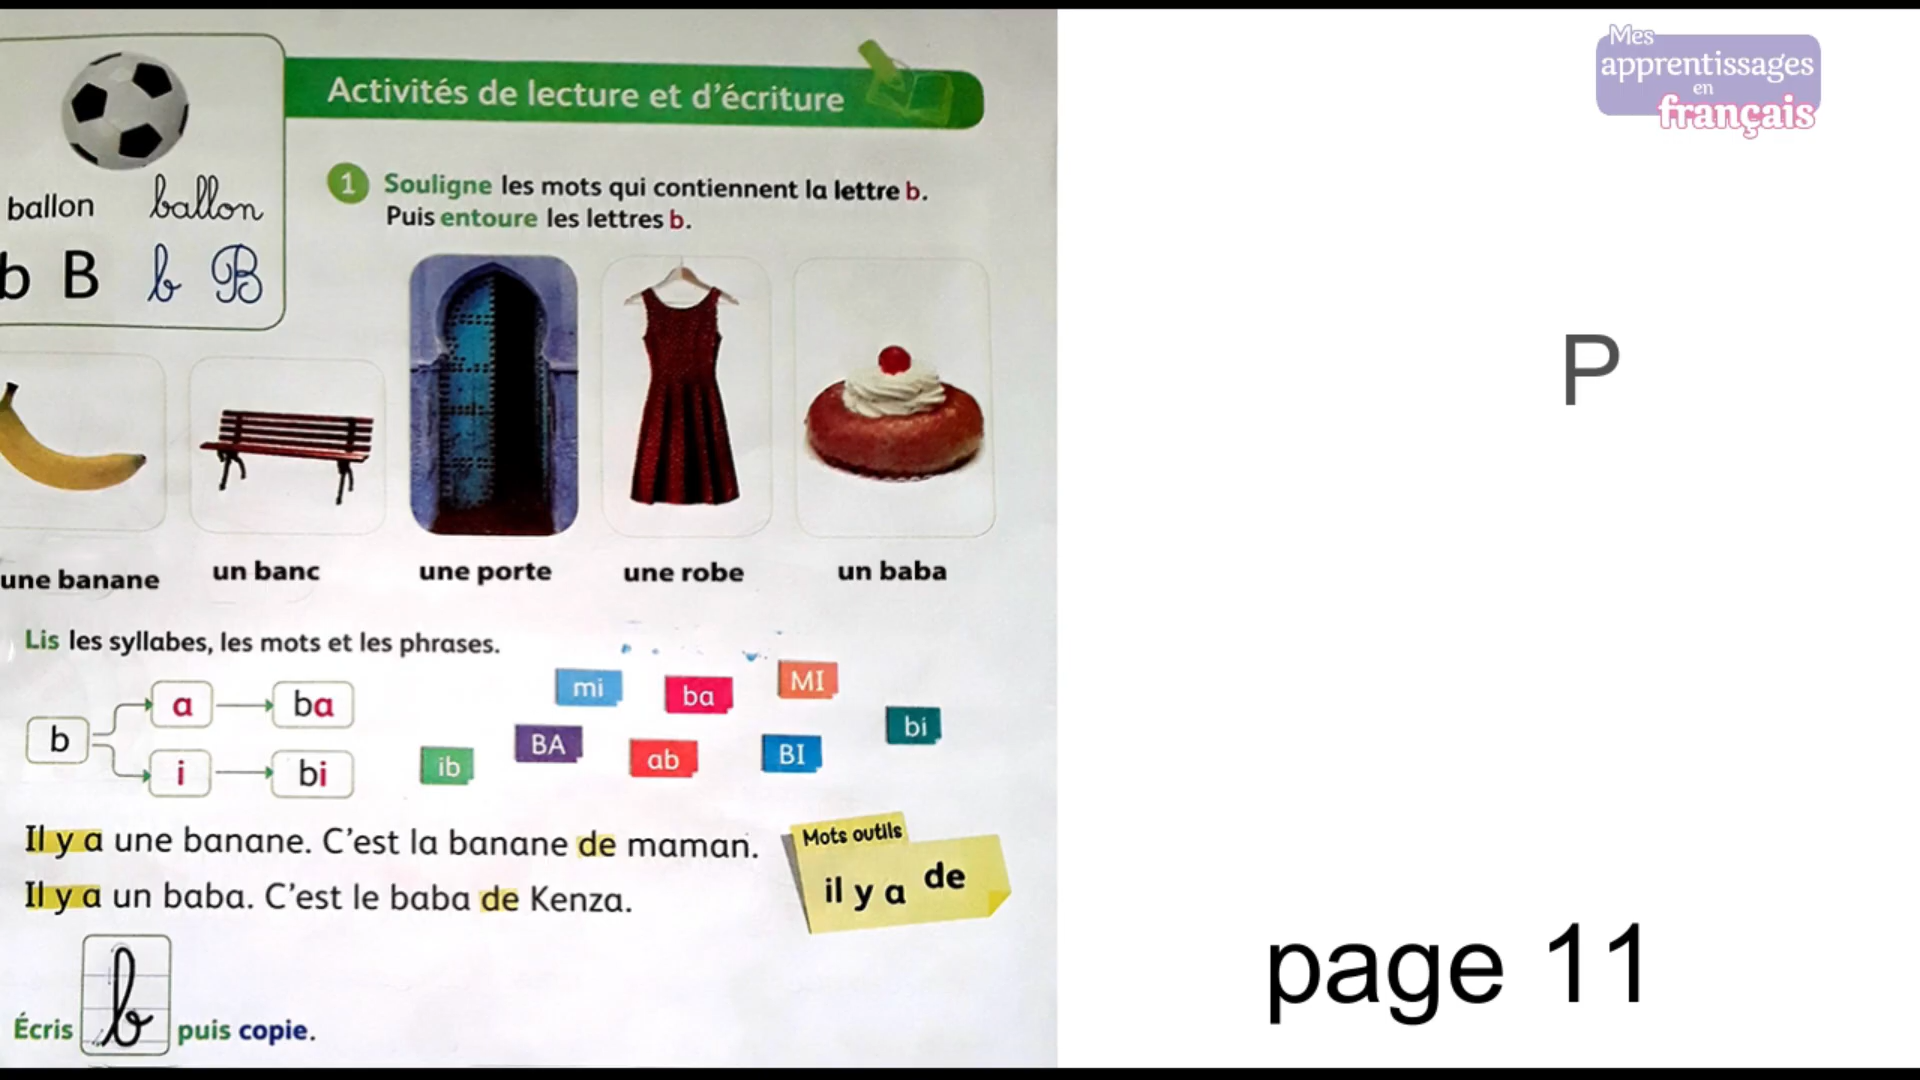 Activités de lecture et d'écriture
ballon ballon
b B b B
1 Souligne les mots qui contiennent la lettre b.
Puis entoure les lettres b.
une banane un banc une porte une robe un baba
Lis les syllabes, les mots et les phrases.
b a ba
i bi
mi ba MI bi
ib BA ab BI
Il y a une banane. C'est la banane de maman.
Il y a un baba. C'est le baba de Kenza.
Mots outils
il y a de
Écris b puis copie.
Mes
apprentissages
en
français
P
page 11